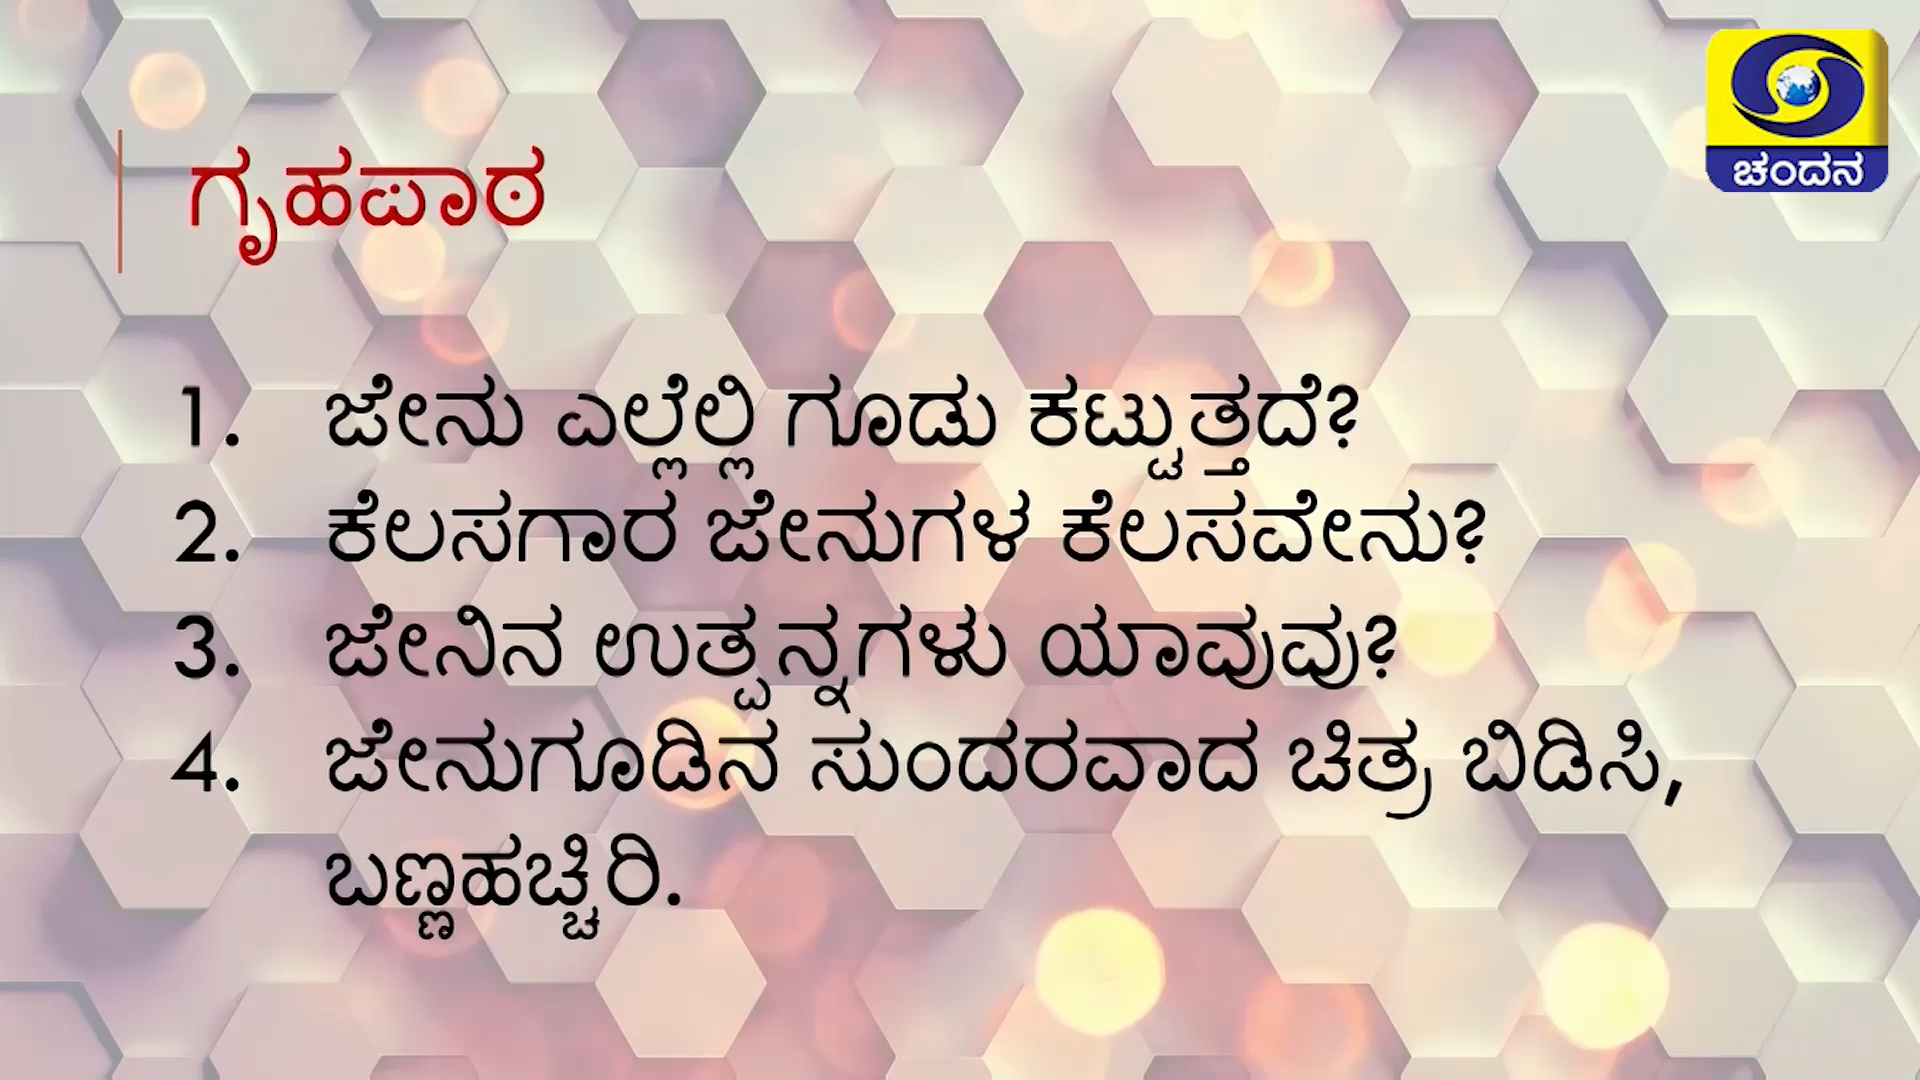 ಚಂದನ
ಗೃಹಪಾಠ
1. ಜೇನು ಎಲ್ಲೆಲ್ಲಿ ಗೂಡು ಕಟ್ಟುತ್ತದೆ?
2. ಕೆಲಸಗಾರ ಜೇನುಗಳ ಕೆಲಸವೇನು?
3. ಜೇನಿನ ಉತ್ಪನ್ನಗಳು ಯಾವುವು?
4. ಜೇನುಗೂಡಿನ ಸುಂದರವಾದ ಚಿತ್ರ ಬಿಡಿಸಿ,
ಬಣ್ಣಹಚ್ಚಿರಿ.